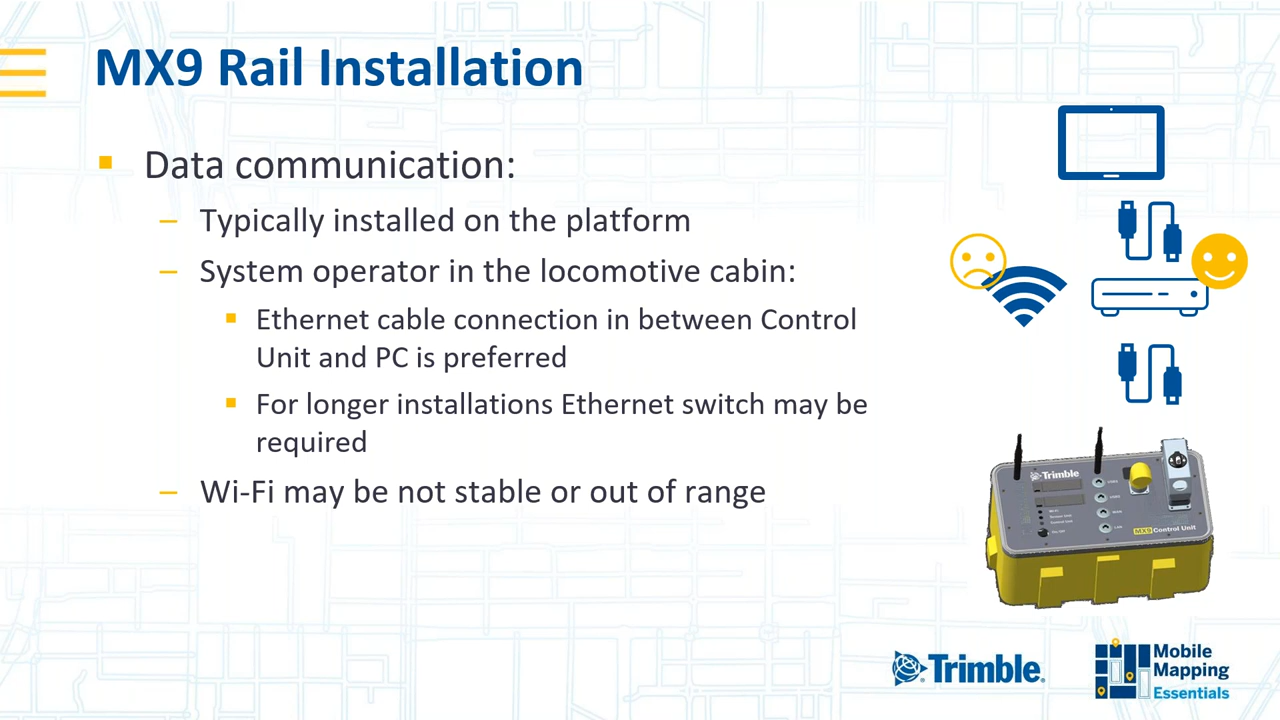 MX9 Rail Installation
Data communication:
– Typically installed on the platform
– System operator in the locomotive cabin:
Ethernet cable connection in between Control
Unit and PC is preferred
For longer installations Ethernet switch may be
required
– Wi-Fi may be not stable or out of range
Trimble
MX9 Control Unit
Trimble
Mobile
Mapping
Essentials